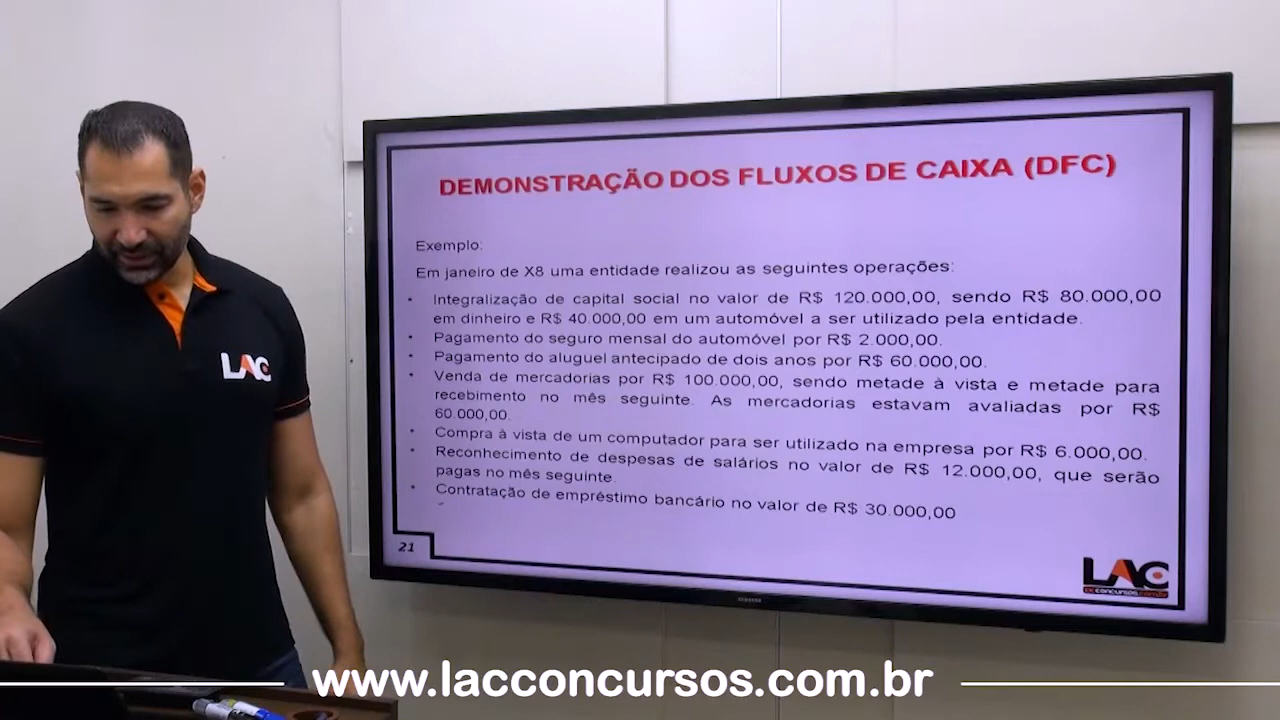 DEMONSTRAÇÃO DOS FLUXOS DE CAIXA (DFC)
Exemplo:
Em janeiro de X8 uma entidade realizou as seguintes operações:
• Integralização de capital social no valor de R$ 120.000,00, sendo R$ 80.000,00
em dinheiro e R$ 40.000,00 em um automóvel a ser utilizado pela entidade.
• Pagamento do seguro mensal do automóvel por R$ 2.000,00.
• Pagamento do aluguel antecipado de dois anos por R$ 60.000,00.
• Venda de mercadorias por R$ 100.000,00, sendo metade à vista e metade para
recebimento no mês seguinte. As mercadorias estavam avaliadas por R$
60.000,00.
• Compra à vista de um computador para ser utilizado na empresa por R$ 6.000,00.
• Reconhecimento de despesas de salários no valor de R$ 12.000,00, que serão
pagas no mês seguinte.
• Contratação de empréstimo bancário no valor de R$ 30.000,00
21
LAC
concursos.com.br
LAC
SAMSUNG
www.lacconcursos.com.br